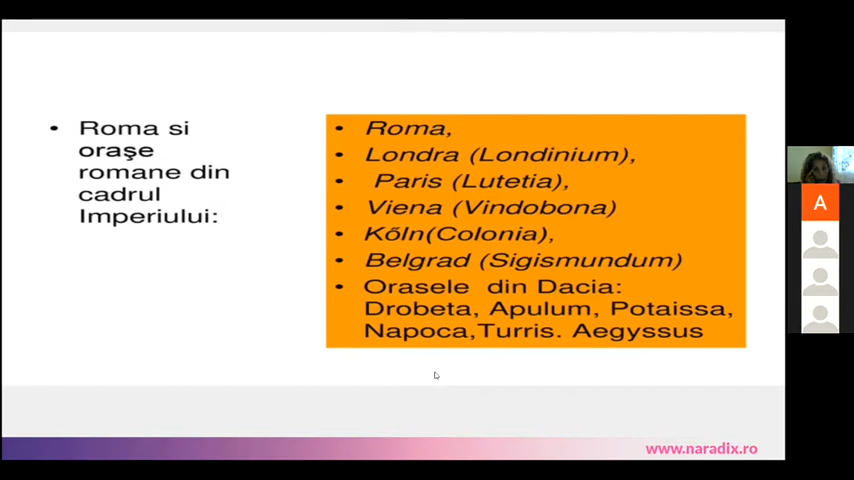 • Roma si
orașe
romane din
cadrul
Imperiului:
• Roma,
• Londra (Londinium),
• Paris (Lutetia),
• Viena (Vindobona)
• Kőln(Colonia),
• Belgrad (Sigismundum)
• Orasele din Dacia:
Drobeta, Apulum, Potaissa,
Napoca,Turris. Aegyssus
A
www.naradix.ro